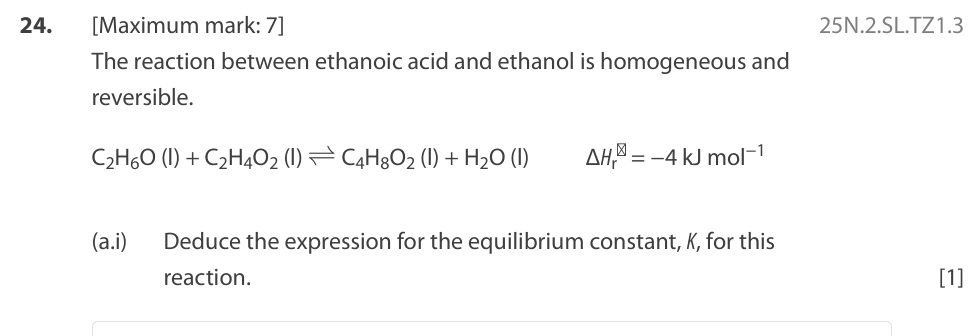 24. [Maximum mark: 7] 25N.2.SL.TZ1.3
The reaction between ethanoic acid and ethanol is homogeneous and
reversible.
C₂H₆O (l) + C₂H₄O₂ (l) ⇌ C₄H₈O₂ (l) + H₂O (l) ΔHᵣ☒ = −4 kJ mol⁻¹
(a.i) Deduce the expression for the equilibrium constant, K, for this
reaction. [1]